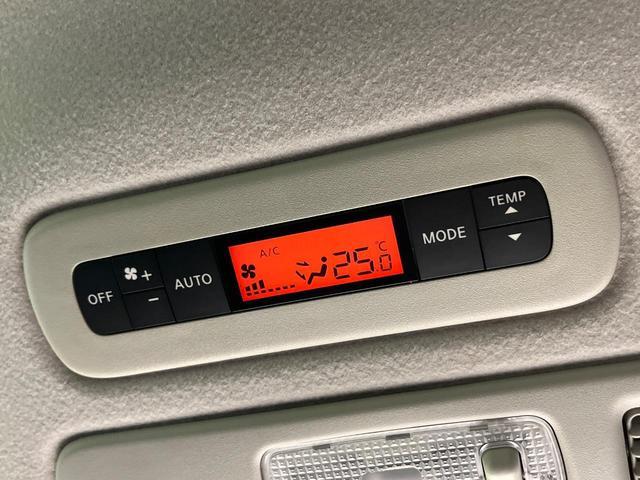 OFF
+
−
AUTO
A/C
25.0
°C
MODE
TEMP